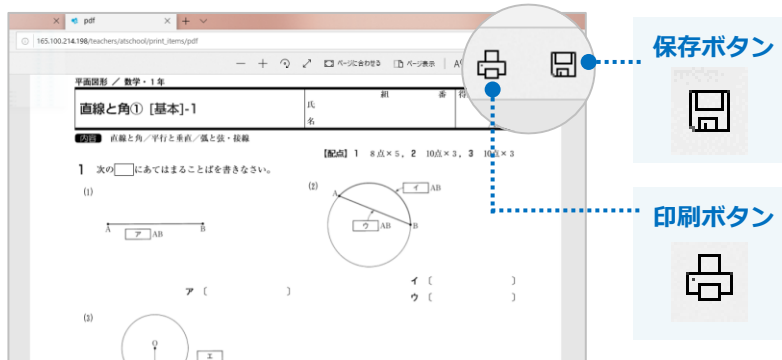 pdf
165.100.214.198/teachers/atschool/print_items/pdf
ページに合わせる
ページ表示
平面図形 / 数学・1年
直線と角① [基本]-1
組 番 得
氏
名
内容 直線と角/平行と垂直/弧と弦・接線
【配点】 1 8点×5, 2 10点×3, 3 10点×3
1 次の にあてはまることばを書きなさい。
(1)
A
B
ア AB
(2)
イ AB
A
ウ AB
B
ア 〔 〕
イ 〔 〕
ウ 〔 〕
(3)
O
エ
保存ボタン
印刷ボタン